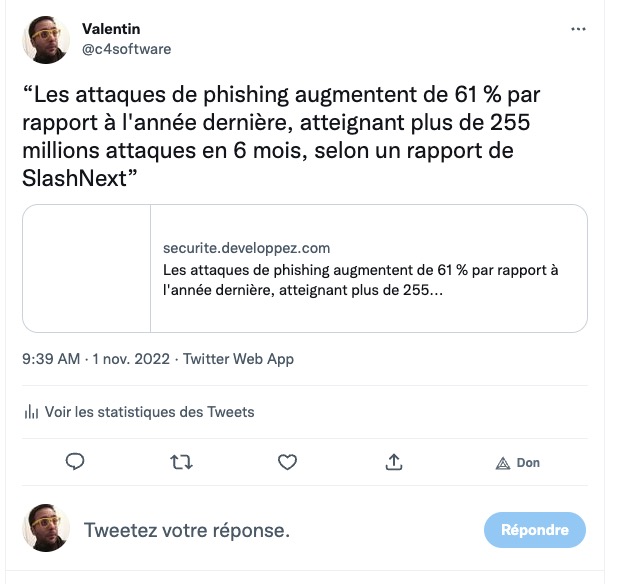 Valentin
@c4software
“Les attaques de phishing augmentent de 61 % par
rapport à l'année dernière, atteignant plus de 255
millions attaques en 6 mois, selon un rapport de
SlashNext”
securite.developpez.com
Les attaques de phishing augmentent de 61 % par rapport à
l'année dernière, atteignant plus de 255...
9:39 AM · 1 nov. 2022 · Twitter Web App
Voir les statistiques des Tweets
Don
Tweetez votre réponse.
Répondre